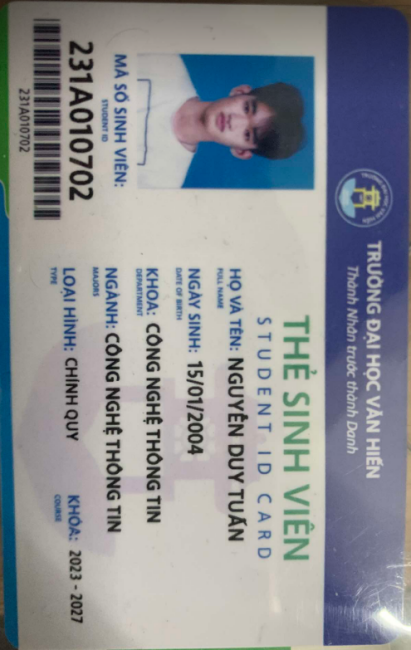 TRƯỜNG ĐẠI HỌC VĂN HIẾN
Thành Nhân trước thành Danh
THẺ SINH VIÊN
STUDENT ID CARD
HỌ VÀ TÊN: NGUYỄN DUY TUẤN
FULL NAME
NGÀY SINH: 15/01/2004
DATE OF BIRTH
KHOA: CÔNG NGHỆ THÔNG TIN
DEPARTMENT
NGÀNH: CÔNG NGHỆ THÔNG TIN
MAJORS
LOẠI HÌNH: CHÍNH QUY KHÓA: 2023 - 2027
TYPE COURSE
MÃ SỐ SINH VIÊN:
STUDENT ID
231A010702
231A010702